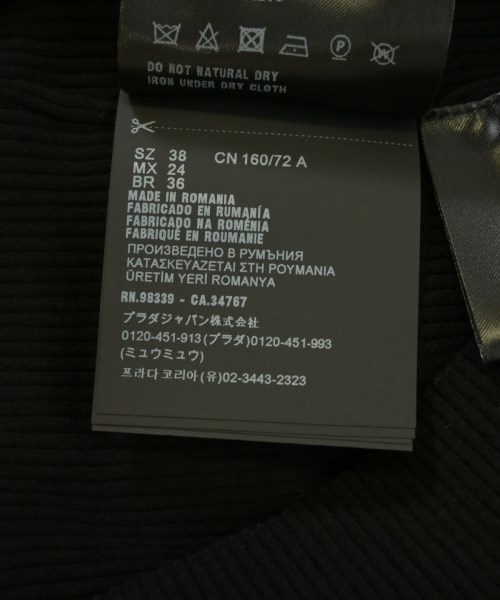 DO NOT NATURAL DRY
IRON UNDER DRY CLOTH
SZ 38 CN 160/72 A
MX 24
BR 36
MADE IN ROMANIA
FABRICADO EN RUMANÍA
FABRICADO NA ROMÉNIA
FABRIQUÉ EN ROUMANIE
ПРОИЗВЕДЕНО В РУМЪНИЯ
ΚΑΤΑΣΚΕΥΑΖΕΤΑΙ ΣΤΗ ΡΟΥΜΑΝΙΑ
ÜRETİM YERİ ROMANYA
RN.98339 - CA.34767
プラダジャパン株式会社
0120-451-913(プラダ)0120-451-993
(ミュウミュウ)
프라다 코리아(유)02-3443-2323